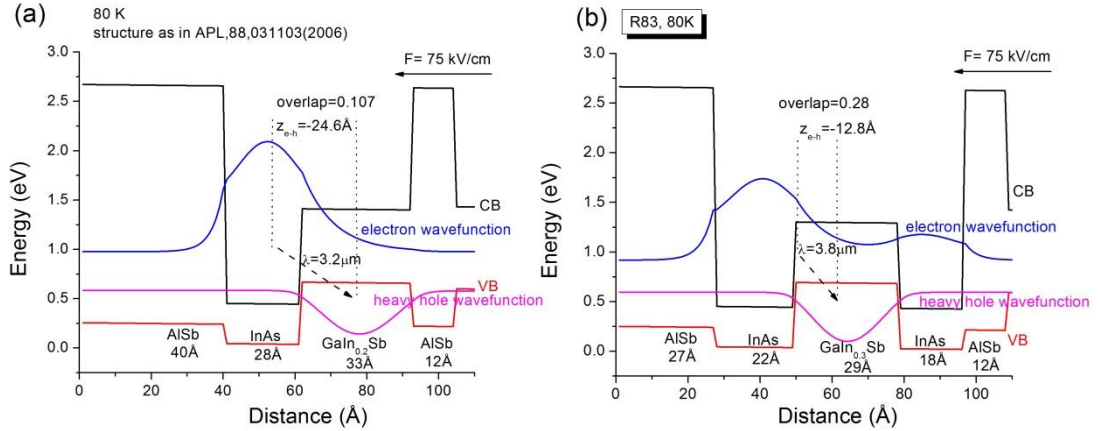 (a)
80 K
structure as in APL,88,031103(2006)
F= 75 kV/cm
overlap=0.107
z_e-h=-24.6Å
CB
electron wavefunction
λ=3.2μm
VB
heavy hole wavefunction
AlSb
40Å
InAs
28Å
GaIn_0.2Sb
33Å
AlSb
12Å
3.0
2.5
2.0
1.5
1.0
0.5
0.0
Energy (eV)
0
20
40
60
80
100
Distance (Å)
(b)
R83, 80K
F= 75 kV/cm
overlap=0.28
z_e-h=-12.8Å
CB
electron wavefunction
λ=3.8μm
heavy hole wavefunction
VB
AlSb
27Å
InAs
22Å
GaIn_0.3Sb
29Å
InAs
18Å
AlSb
12Å
3.0
2.5
2.0
1.5
1.0
0.5
0.0
Energy (eV)
0
20
40
60
80
100
Distance (Å)